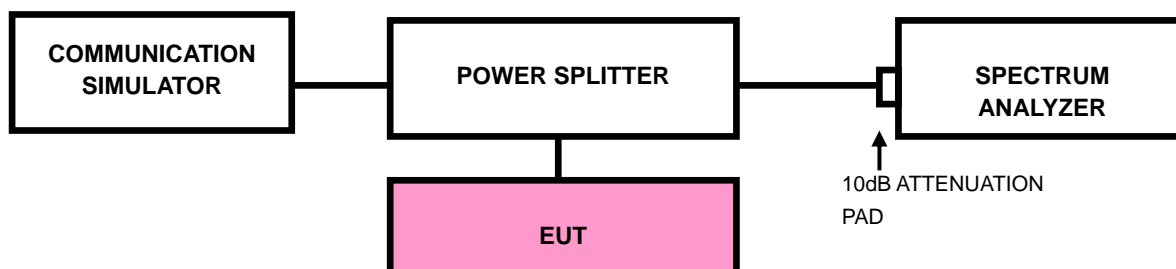 COMMUNICATION
SIMULATOR
POWER SPLITTER
SPECTRUM
ANALYZER
10dB ATTENUATION
PAD
EUT